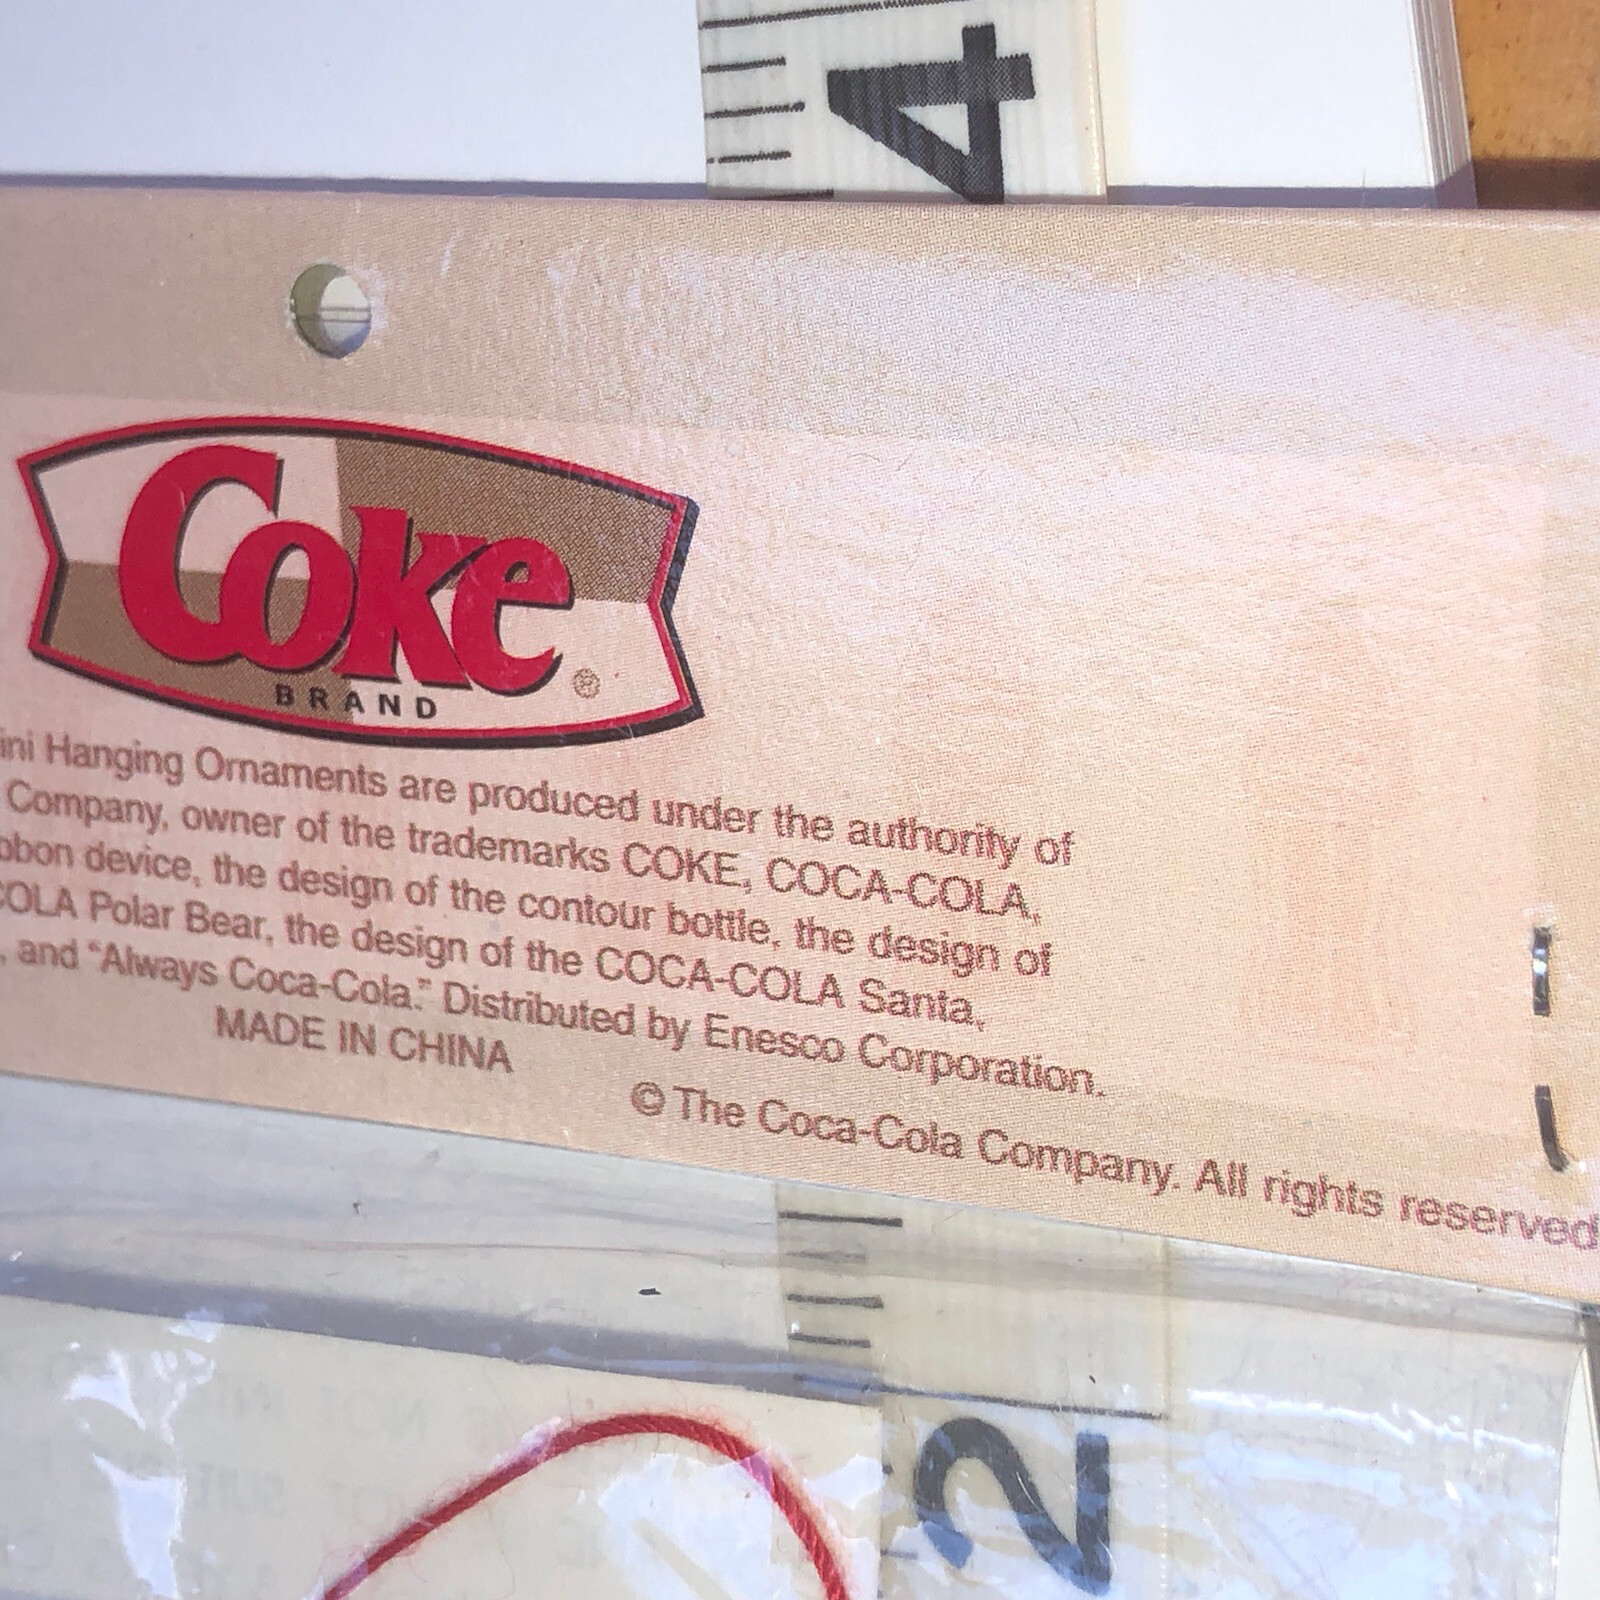 4
Coke
BRAND
®
ini Hanging Ornaments are produced under the authority of
Company, owner of the trademarks COKE, COCA-COLA,
bbon device, the design of the contour bottle, the design of
COLA Polar Bear, the design of the COCA-COLA Santa,
, and “Always Coca-Cola.” Distributed by Enesco Corporation.
MADE IN CHINA
© The Coca-Cola Company. All rights reserved
2